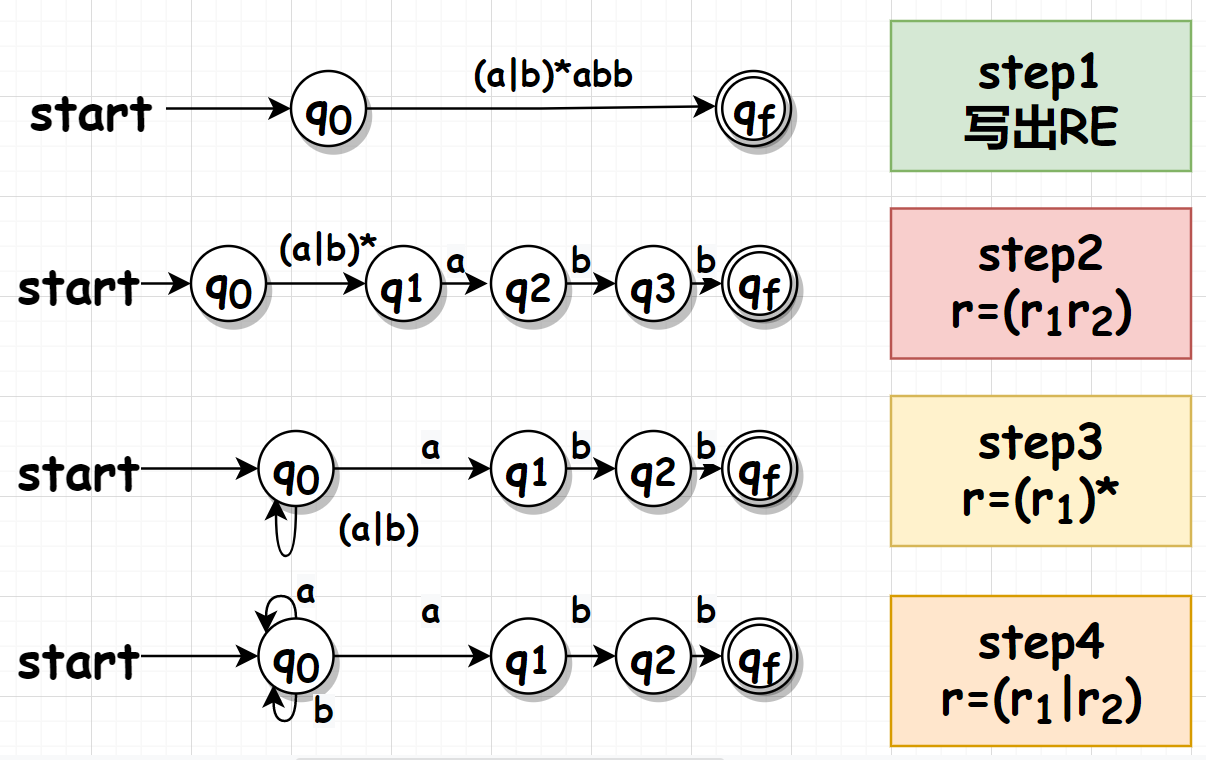 (a|b)*abb
start
q0
qf
step1
写出RE
(a|b)*
a
b
b
start
q0
q1
q2
q3
qf
step2
r=(r1r2)
a
b
b
start
q0
q1
q2
qf
(a|b)
step3
r=(r1)*
a
a
b
b
start
q0
q1
q2
qf
b
step4
r=(r1|r2)